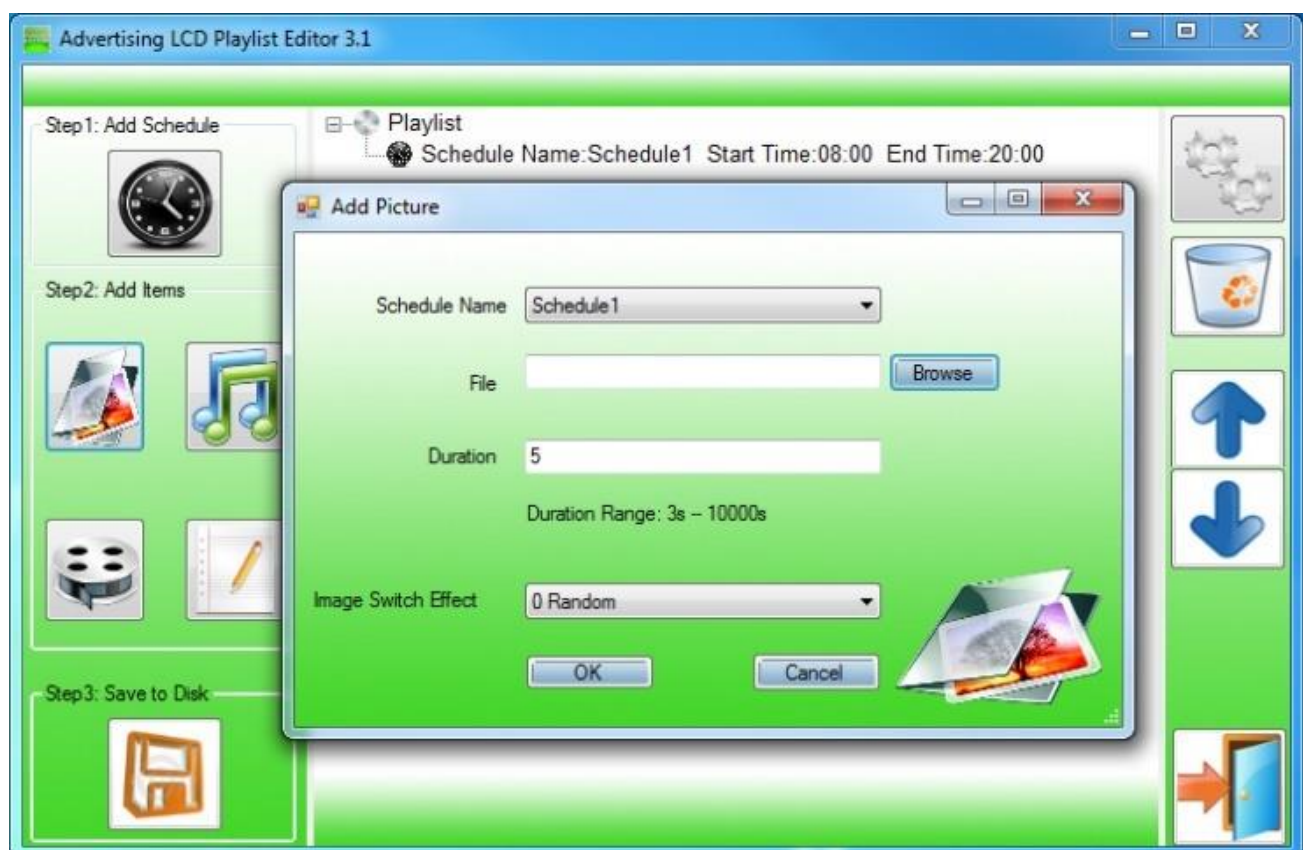 Advertising LCD Playlist Editor 3.1
Step1: Add Schedule
Playlist
Schedule Name:Schedule1 Start Time:08:00 End Time:20:00
Add Picture
Step2: Add Items
Schedule Name Schedule1
File Browse
Duration 5
Duration Range: 3s – 10000s
Image Switch Effect 0 Random
OK Cancel
Step3: Save to Disk